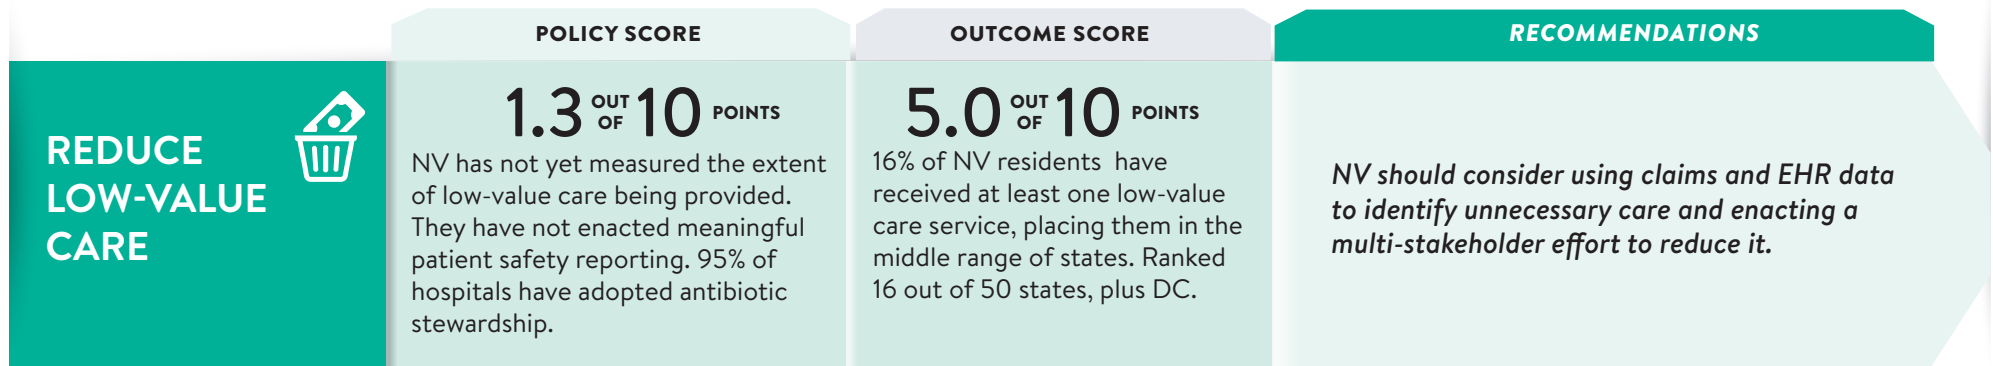 POLICY SCORE
OUTCOME SCORE
RECOMMENDATIONS
REDUCE
LOW-VALUE
CARE
1.3 OUT OF 10 POINTS
NV has not yet measured the extent
of low-value care being provided.
They have not enacted meaningful
patient safety reporting. 95% of
hospitals have adopted antibiotic
stewardship.
5.0 OUT OF 10 POINTS
16% of NV residents have
received at least one low-value
care service, placing them in the
middle range of states. Ranked
16 out of 50 states, plus DC.
NV should consider using claims and EHR data
to identify unnecessary care and enacting a
multi-stakeholder effort to reduce it.